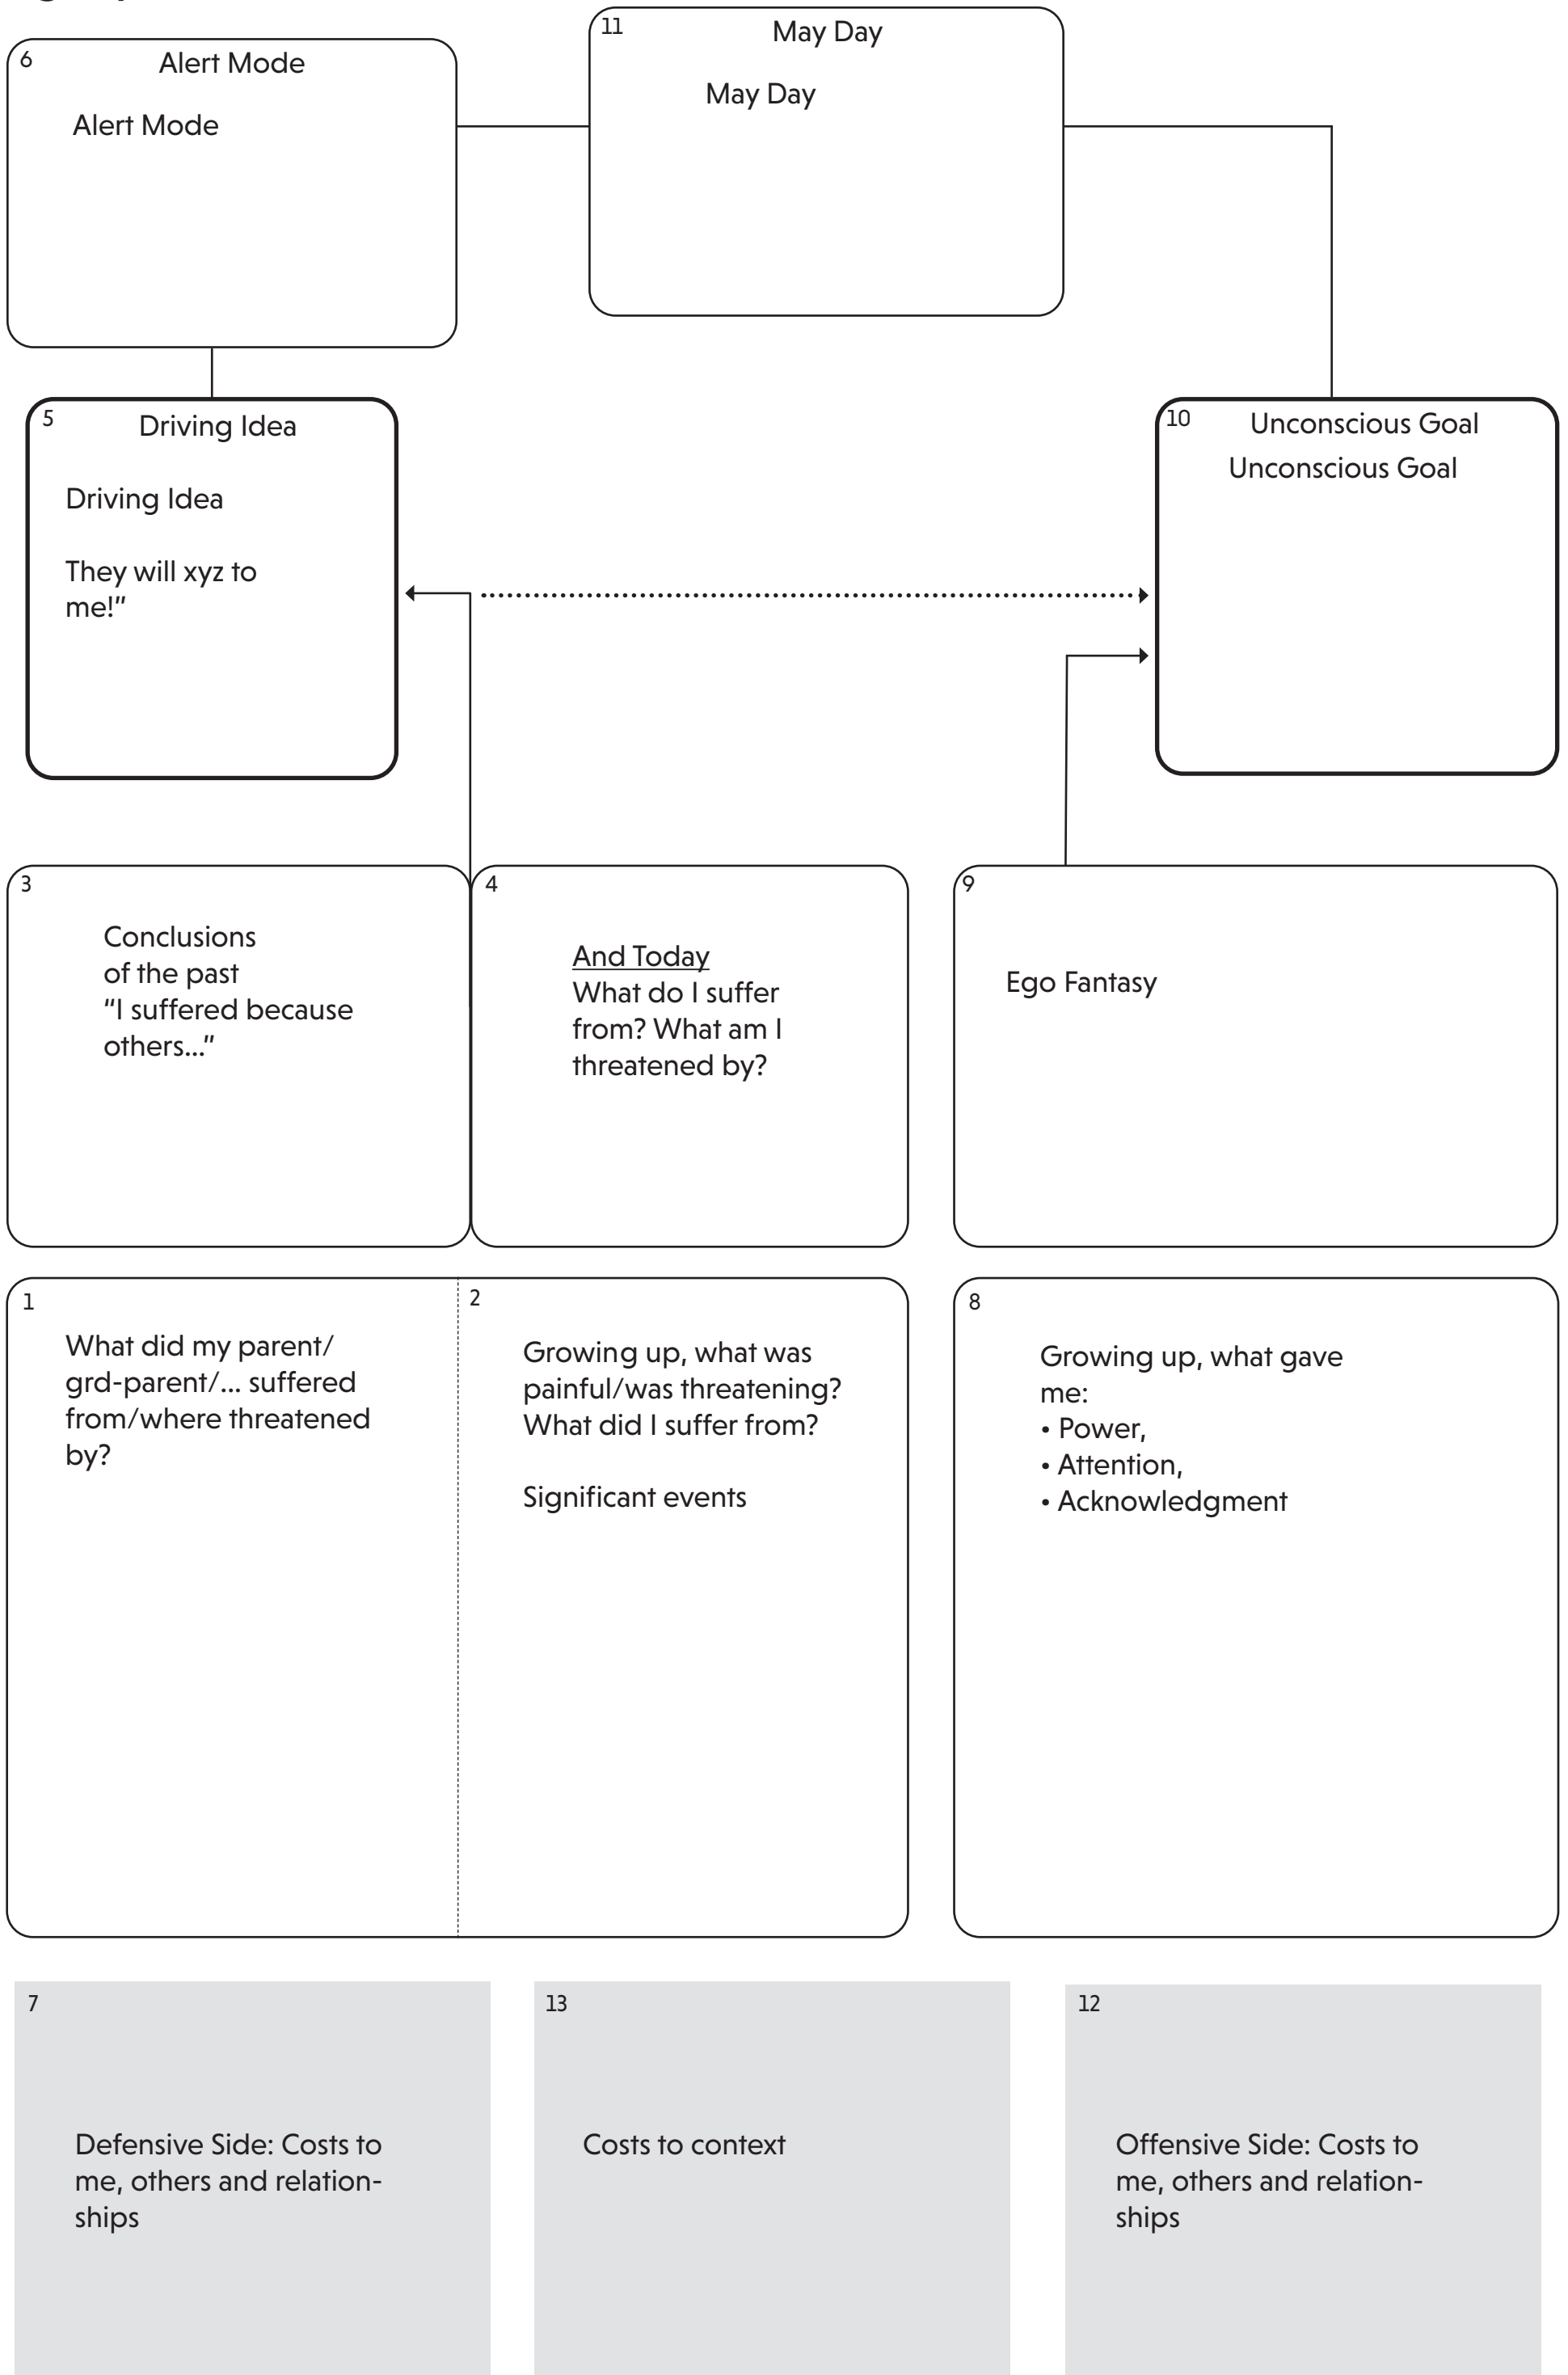 11
May Day
May Day
6
Alert Mode
Alert Mode
5
Driving Idea
Driving Idea
They will xyz to
me!”
10
Unconscious Goal
Unconscious Goal
3
Conclusions
of the past
“I suffered because
others...”
4
And Today
What do I suffer
from? What am I
threatened by?
9
Ego Fantasy
1
What did my parent/
grd-parent/... suffered
from/where threatened
by?
2
Growing up, what was
painful/was threatening?
What did I suffer from?
Significant events
8
Growing up, what gave
me:
• Power,
• Attention,
• Acknowledgment
7
Defensive Side: Costs to
me, others and relation-
ships
13
Costs to context
12
Offensive Side: Costs to
me, others and relation-
ships